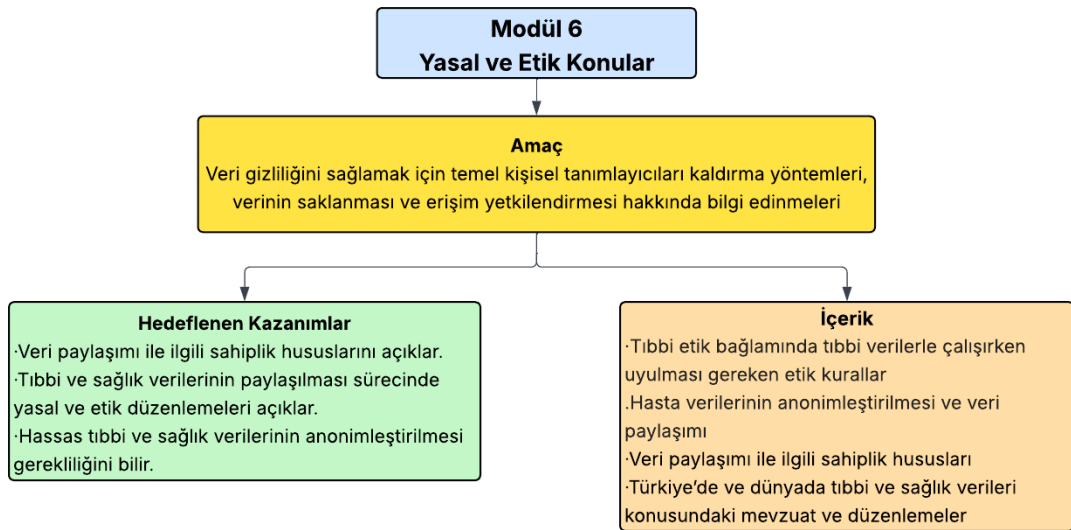 Modül 6
Yasal ve Etik Konular
Amaç
Veri gizliliğini sağlamak için temel kişisel tanımlayıcıları kaldırma yöntemleri,
verinin saklanması ve erişim yetkilendirmesi hakkında bilgi edinmeleri
Hedeflenen Kazanımlar
·Veri paylaşımı ile ilgili sahiplik hususlarını açıklar.
·Tıbbi ve sağlık verilerinin paylaşılması sürecinde
yasal ve etik düzenlemeleri açıklar.
·Hassas tıbbi ve sağlık verilerinin anonimleştirilmesi
gerekliliğini bilir.
İçerik
·Tıbbi etik bağlamında tıbbi verilerle çalışırken
uyulması gereken etik kurallar
.Hasta verilerinin anonimleştirilmesi ve veri
paylaşımı
·Veri paylaşımı ile ilgili sahiplik hususları
·Türkiye’de ve dünyada tıbbi ve sağlık verileri
konusundaki mevzuat ve düzenlemeler